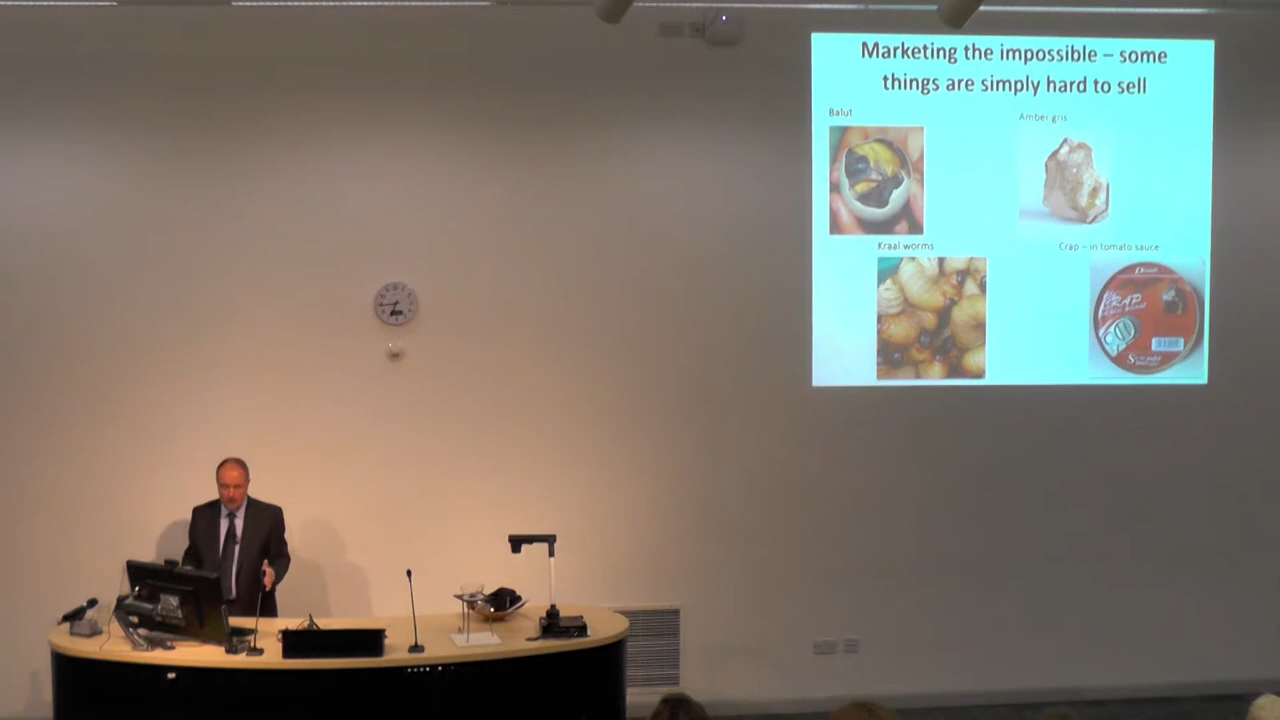 Marketing the impossible – some
things are simply hard to sell
Balut
Amber gris
Kraal worms
Crap – in tomato sauce
CRAP